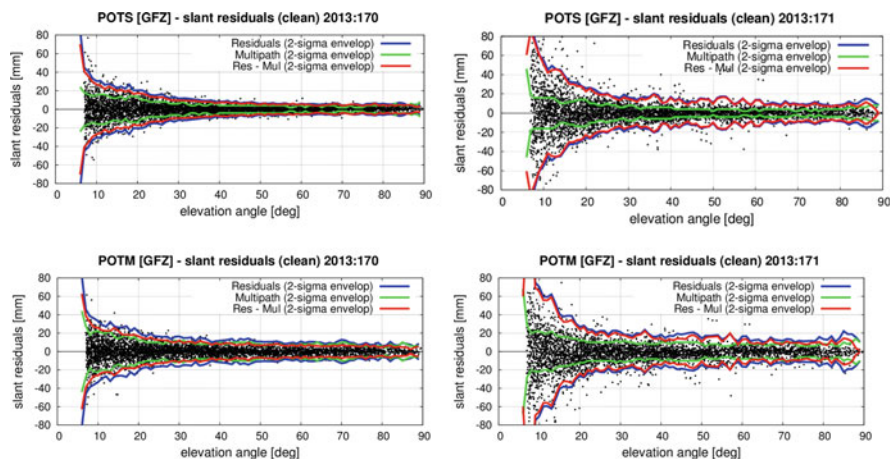 POTS [GFZ] - slant residuals (clean) 2013:170
Residuals (2-sigma envelop)
Multipath (2-sigma envelop)
Res - Mul (2-sigma envelop)
slant residuals [mm]
80
60
40
20
0
-20
-40
-60
-80
0 10 20 30 40 50 60 70 80 90
elevation angle [deg]
POTS [GFZ] - slant residuals (clean) 2013:171
Residuals (2-sigma envelop)
Multipath (2-sigma envelop)
Res - Mul (2-sigma envelop)
slant residuals [mm]
80
60
40
20
0
-20
-40
-60
-80
0 10 20 30 40 50 60 70 80 90
elevation angle [deg]
POTM [GFZ] - slant residuals (clean) 2013:170
Residuals (2-sigma envelop)
Multipath (2-sigma envelop)
Res - Mul (2-sigma envelop)
slant residuals [mm]
80
60
40
20
0
-20
-40
-60
-80
0 10 20 30 40 50 60 70 80 90
elevation angle [deg]
POTM [GFZ] - slant residuals (clean) 2013:171
Residuals (2-sigma envelop)
Multipath (2-sigma envelop)
Res - Mul (2-sigma envelop)
slant residuals [mm]
80
60
40
20
0
-20
-40
-60
-80
0 10 20 30 40 50 60 70 80 90
elevation angle [deg]